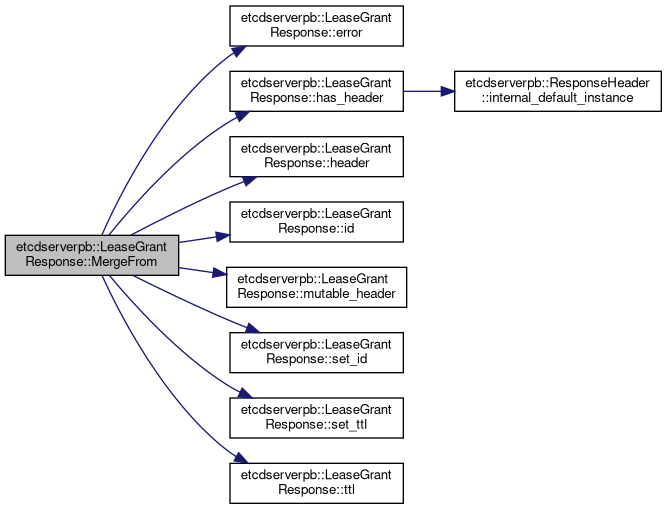 etcdserverpb::LeaseGrant
Response::error
etcdserverpb::LeaseGrant
Response::has_header
etcdserverpb::ResponseHeader
::internal_default_instance
etcdserverpb::LeaseGrant
Response::header
etcdserverpb::LeaseGrant
Response::id
etcdserverpb::LeaseGrant
Response::MergeFrom
etcdserverpb::LeaseGrant
Response::mutable_header
etcdserverpb::LeaseGrant
Response::set_id
etcdserverpb::LeaseGrant
Response::set_ttl
etcdserverpb::LeaseGrant
Response::ttl